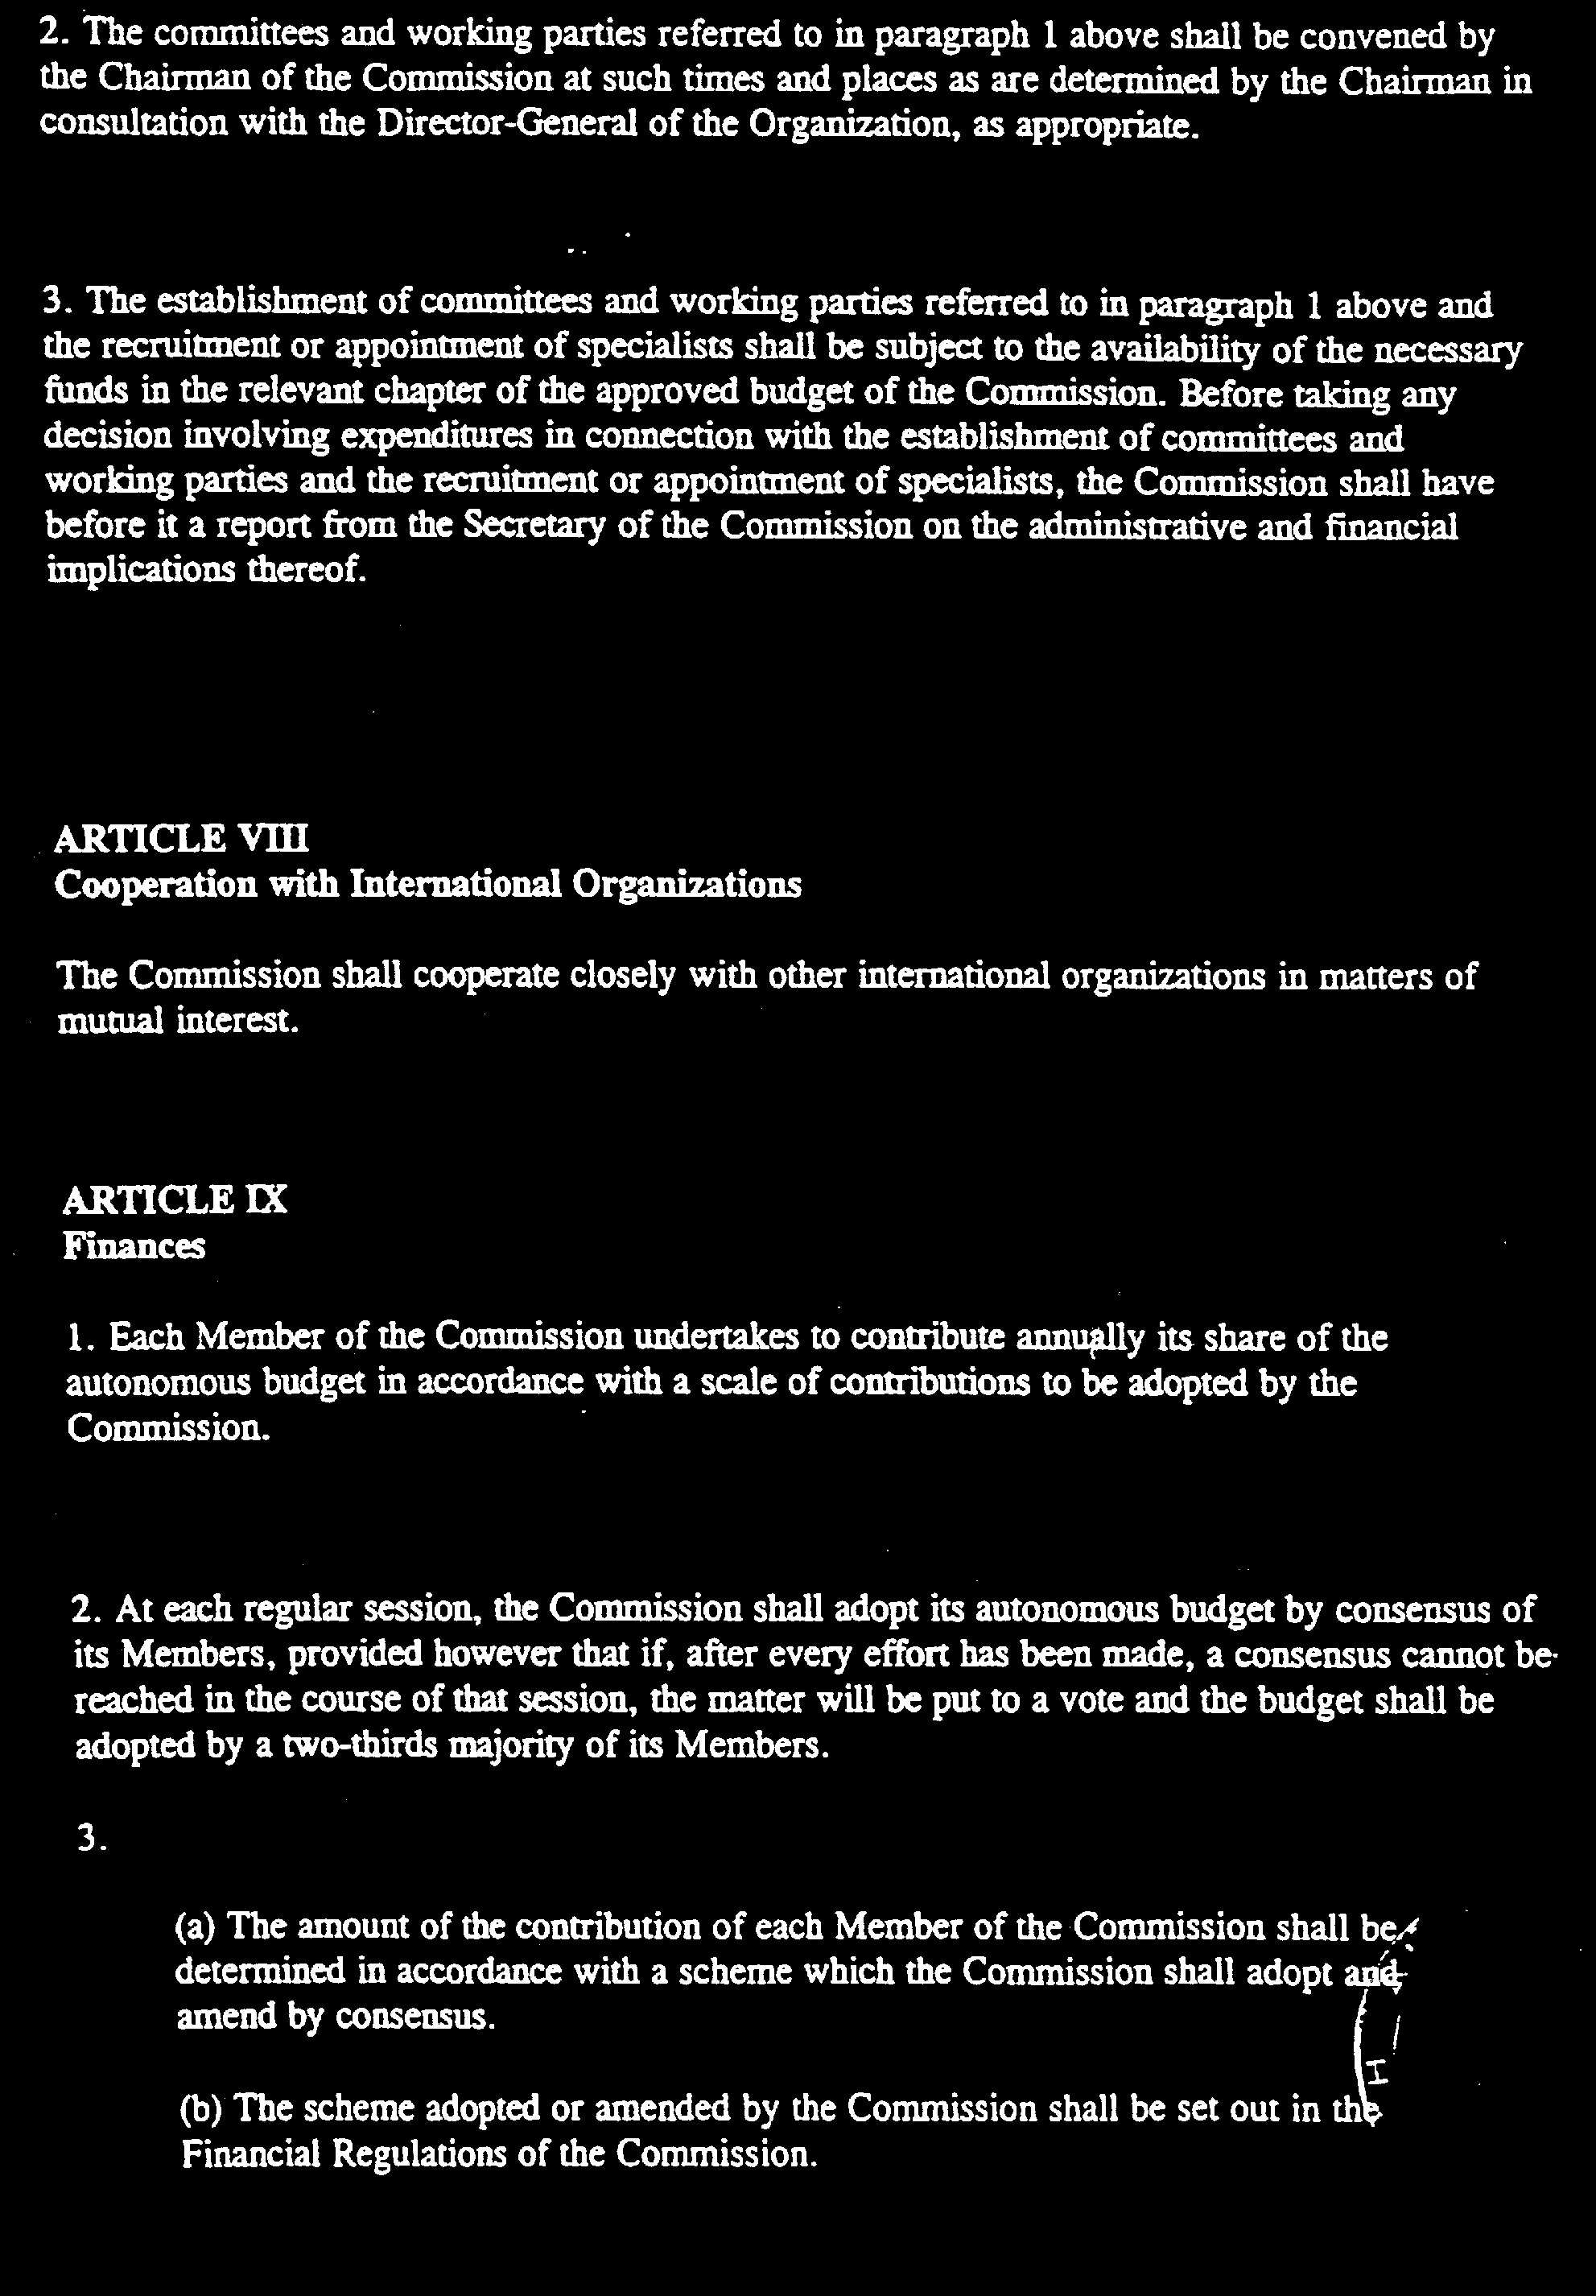 2. The committees and working parties referred to in paragraph 1 above shall be convened by
the Chairman of the Commission at such times and places as are determined by the Chairman in
consultation with the Director-General of the Organization, as appropriate.
3. The establishment of committees and working parties referred to in paragraph 1 above and
the recruitment or appointment of specialists shall be subject to the availability of the necessary
funds in the relevant chapter of the approved budget of the Commission. Before taking any
decision involving expenditures in connection with the establishment of committees and
working parties and the recruitment or appointment of specialists, the Commission shall have
before it a report from the Secretary of the Commission on the administrative and financial
implications thereof.
ARTICLE VIII
Cooperation with International Organizations
The Commission shall cooperate closely with other international organizations in matters of
mutual interest.
ARTICLE IX
Finances
1. Each Member of the Commission undertakes to contribute annually its share of the
autonomous budget in accordance with a scale of contributions to be adopted by the
Commission.
2. At each regular session, the Commission shall adopt its autonomous budget by consensus of
its Members, provided however that if, after every effort has been made, a consensus cannot be
reached in the course of that session, the matter will be put to a vote and the budget shall be
adopted by a two-thirds majority of its Members.
3.
(a) The amount of the contribution of each Member of the Commission shall be
determined in accordance with a scheme which the Commission shall adopt and
amend by consensus.
(b) The scheme adopted or amended by the Commission shall be set out in the
Financial Regulations of the Commission.